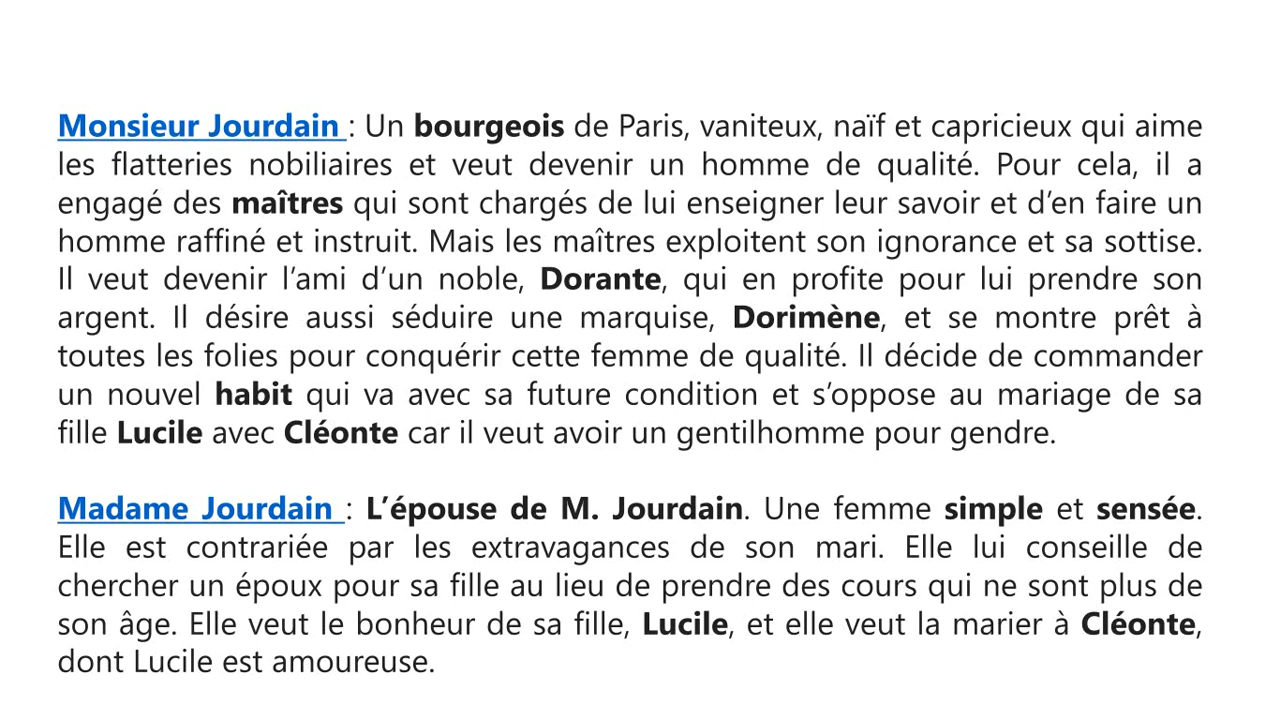 Monsieur Jourdain : Un bourgeois de Paris, vaniteux, naïf et capricieux qui aime
les flatteries nobiliaires et veut devenir un homme de qualité. Pour cela, il a
engagé des maîtres qui sont chargés de lui enseigner leur savoir et d’en faire un
homme raffiné et instruit. Mais les maîtres exploitent son ignorance et sa sottise.
Il veut devenir l’ami d’un noble, Dorante, qui en profite pour lui prendre son
argent. Il désire aussi séduire une marquise, Dorimène, et se montre prêt à
toutes les folies pour conquérir cette femme de qualité. Il décide de commander
un nouvel habit qui va avec sa future condition et s’oppose au mariage de sa
fille Lucile avec Cléonte car il veut avoir un gentilhomme pour gendre.
Madame Jourdain : L’épouse de M. Jourdain. Une femme simple et sensée.
Elle est contrariée par les extravagances de son mari. Elle lui conseille de
chercher un époux pour sa fille au lieu de prendre des cours qui ne sont plus de
son âge. Elle veut le bonheur de sa fille, Lucile, et elle veut la marier à Cléonte,
dont Lucile est amoureuse.